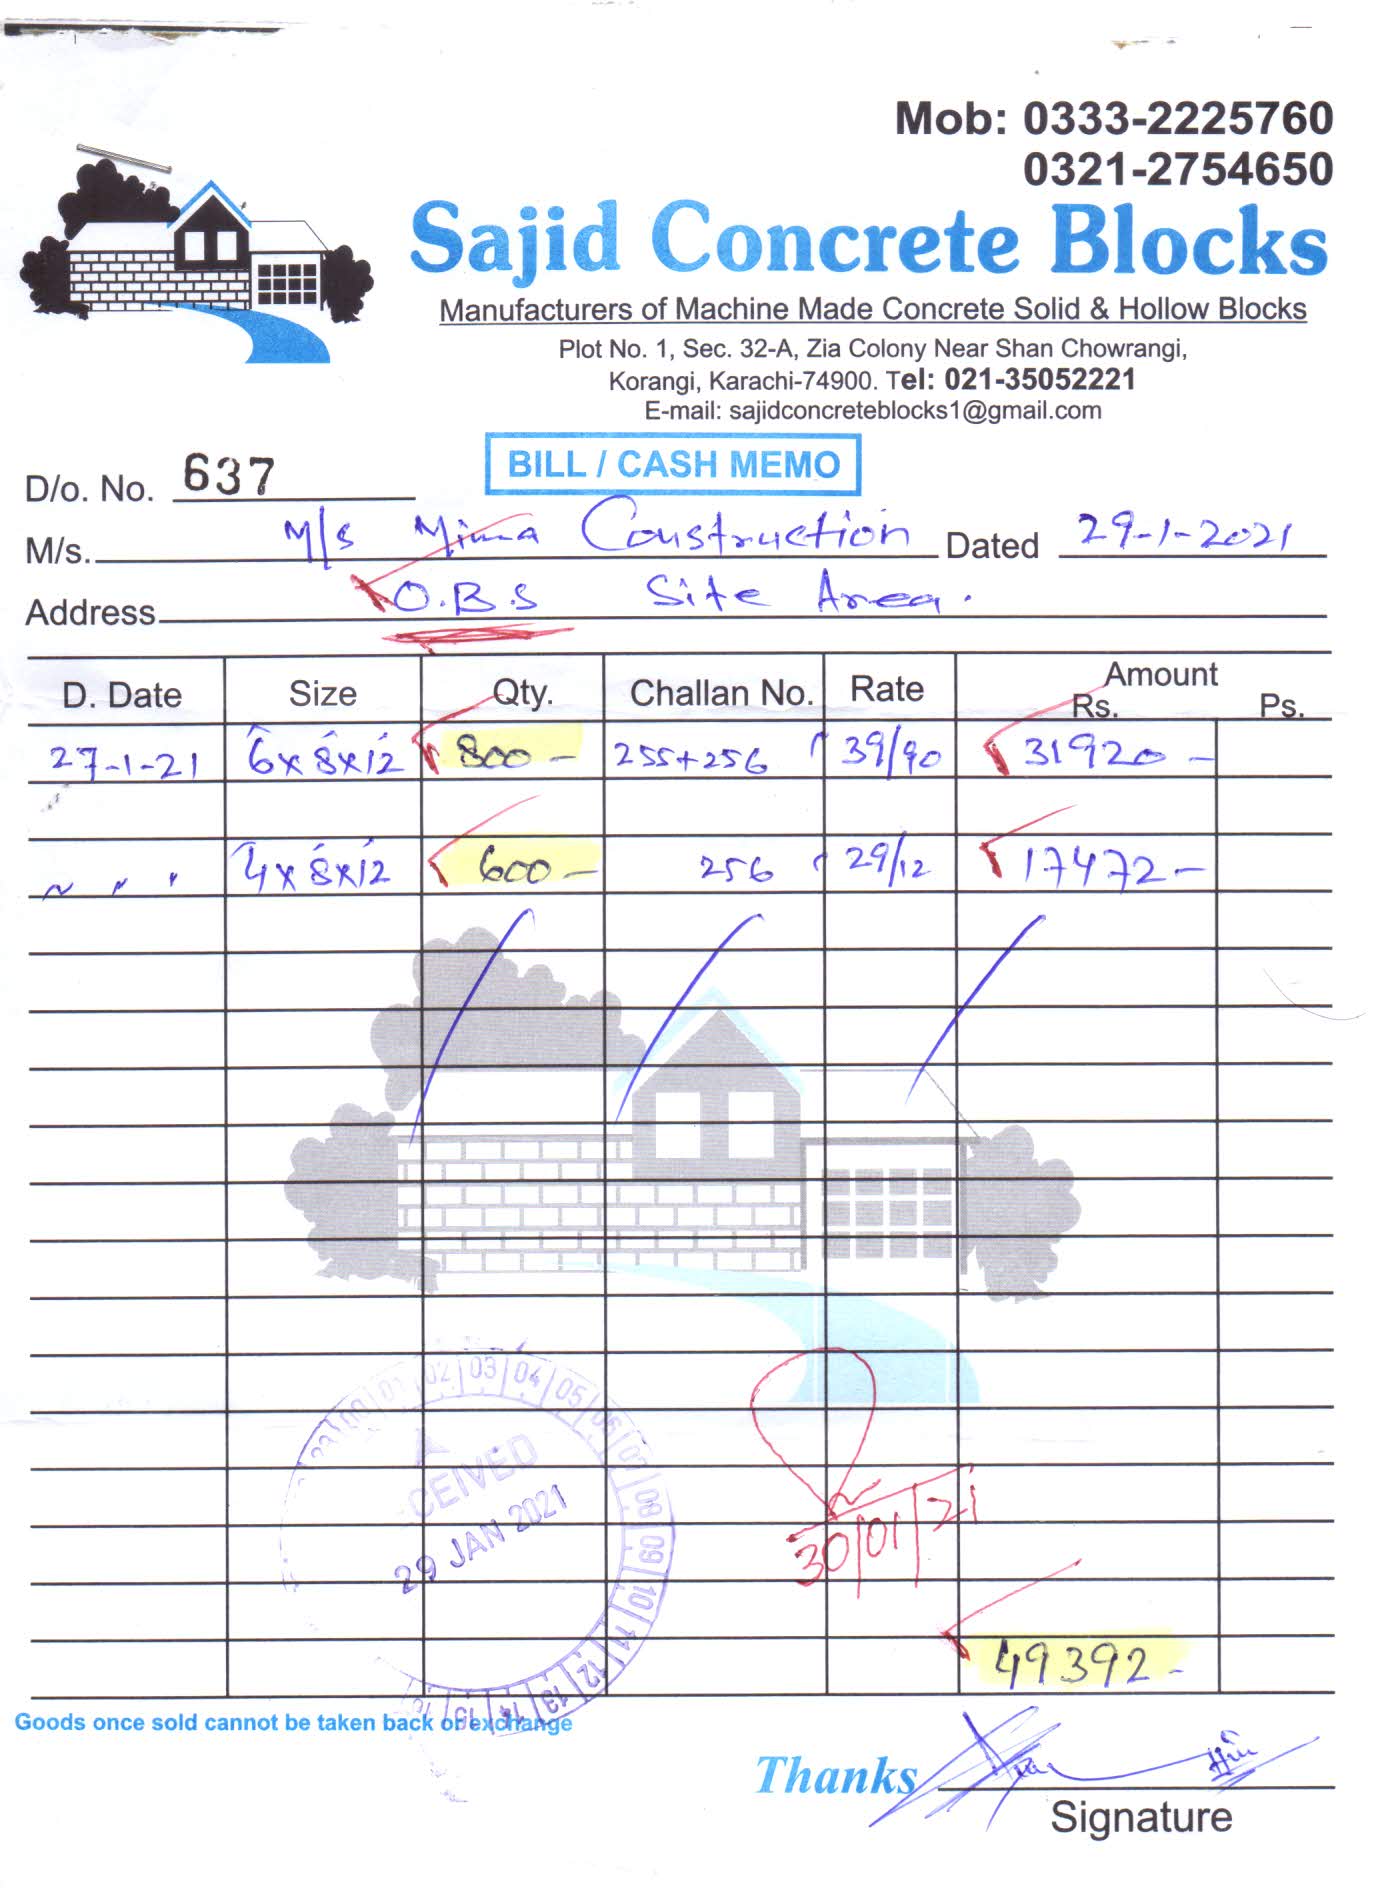 Mob: 0333-2225760
0321-2754650
Sajid Concrete Blocks
Manufacturers of Machine Made Concrete Solid & Hollow Blocks
Plot No. 1, Sec. 32-A, Zia Colony Near Shan Chowrangi,
Korangi, Karachi-74900. Tel: 021-35052221
E-mail: sajidconcreteblocks1@gmail.com
BILL / CASH MEMO
D/o. No. 637
M/s. M/s Mima Construction Dated 29-1-2021
Address O.B.S Site Area.
D. Date Size Qty. Challan No. Rate Amount
Rs. Ps.
27-1-21 6x8x12 800 – 255+256 39/90 31920 –
〃 〃 〃 4x8x12 600 – 256 29/12 17472 –
00 01 02 03 04 05 06 07 08 09 10 11 12 13 14 15
CEIVED
29 JAN 2021
30/01/21
49392 –
Goods once sold cannot be taken back or exchange
Thanks
Signature